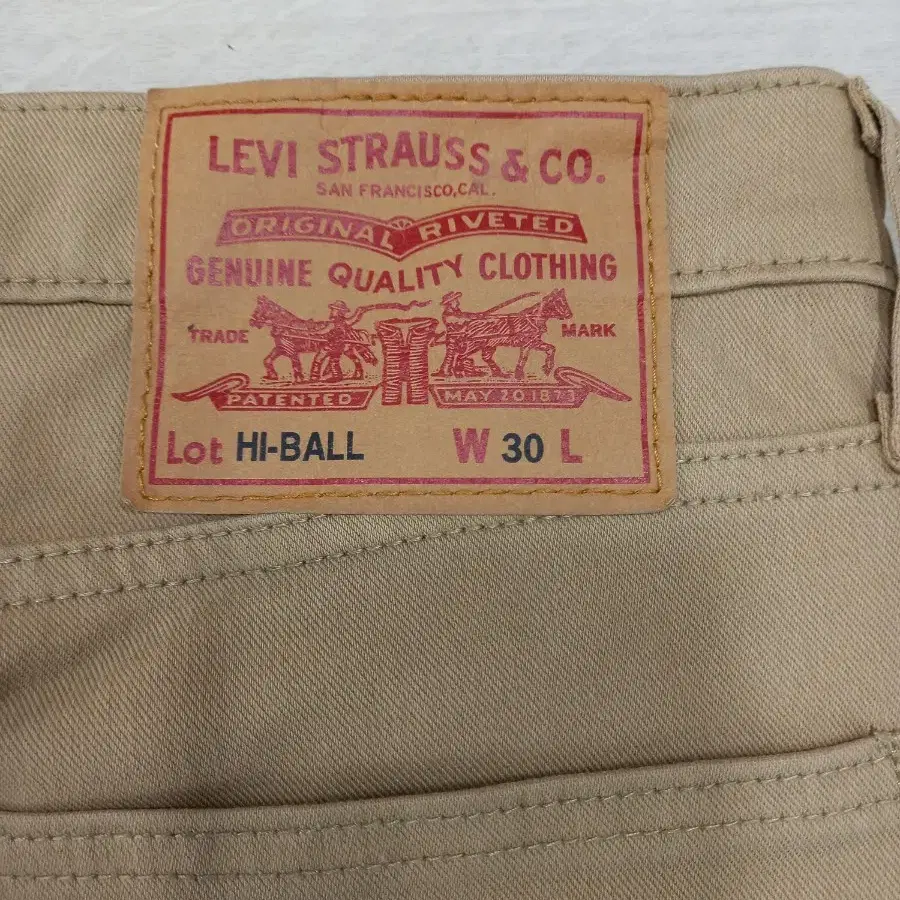 LEVI STRAUSS & CO.
SAN FRANCISCO, CAL.
ORIGINAL RIVETED
GENUINE QUALITY CLOTHING
TRADE MARK
PATENTED MAY 20 1873
Lot HI-BALL W 30 L